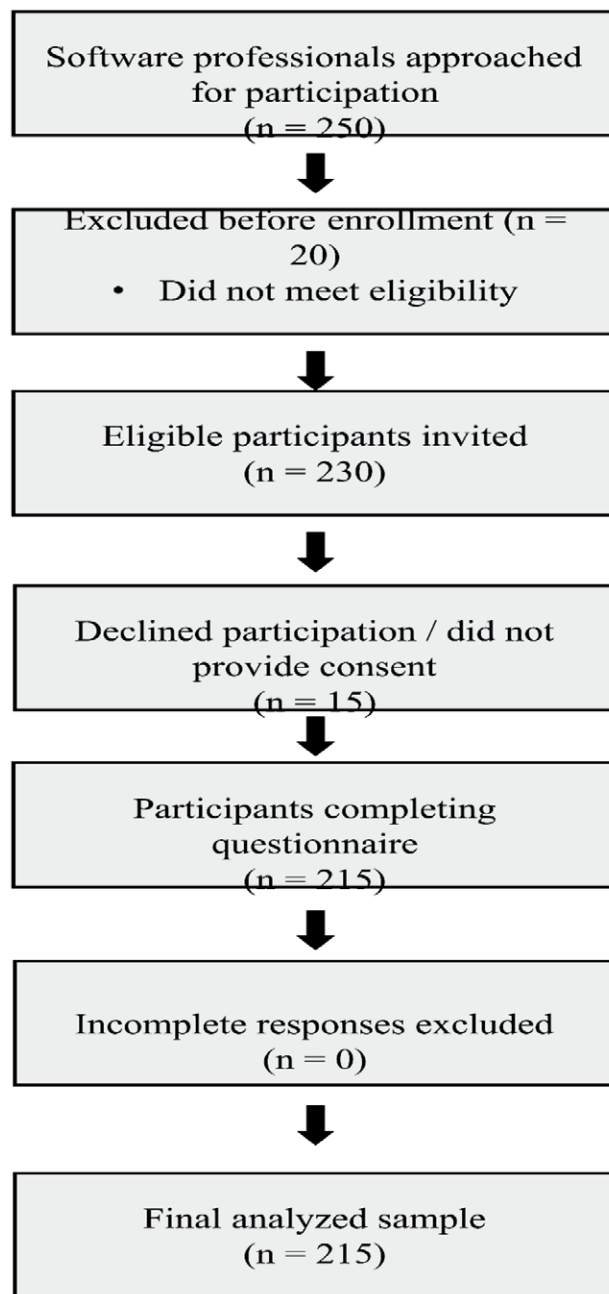 Software professionals approached
for participation
(n = 250)
Excluded before enrollment (n =
20)
• Did not meet eligibility
Eligible participants invited
(n = 230)
Declined participation / did not
provide consent
(n = 15)
Participants completing
questionnaire
(n = 215)
Incomplete responses excluded
(n = 0)
Final analyzed sample
(n = 215)